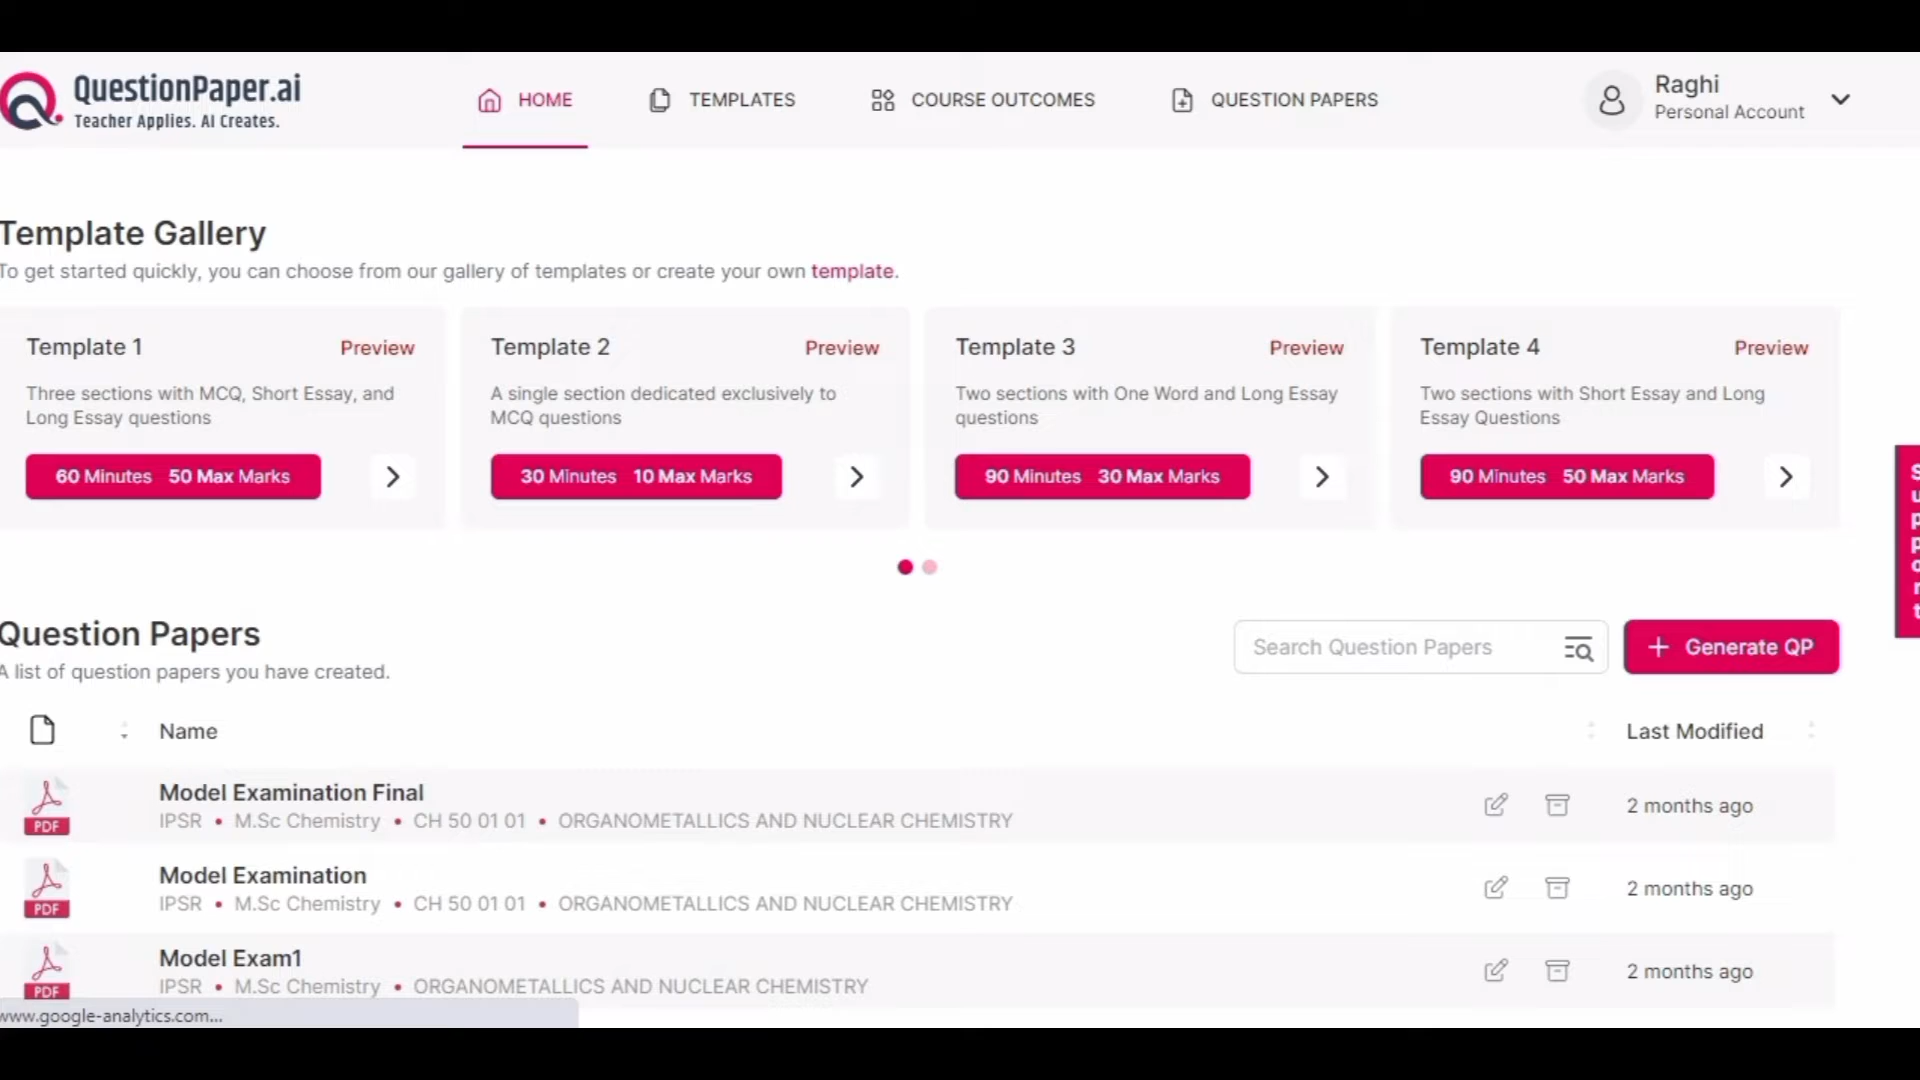 QuestionPaper.ai
Teacher Applies. AI Creates.
HOME
TEMPLATES
COURSE OUTCOMES
QUESTION PAPERS
Raghi
Personal Account
Template Gallery
To get started quickly, you can choose from our gallery of templates or create your own template.
Template 1
Preview
Three sections with MCQ, Short Essay, and
Long Essay questions
60 Minutes 50 Max Marks
Template 2
Preview
A single section dedicated exclusively to
MCQ questions
30 Minutes 10 Max Marks
Template 3
Preview
Two sections with One Word and Long Essay
questions
90 Minutes 30 Max Marks
Template 4
Preview
Two sections with Short Essay and Long
Essay Questions
90 Minutes 50 Max Marks
Question Papers
A list of question papers you have created.
Search Question Papers
+ Generate QP
Name
Last Modified
PDF
Model Examination Final
IPSR • M.Sc Chemistry • CH 50 01 01 • ORGANOMETALLICS AND NUCLEAR CHEMISTRY
2 months ago
PDF
Model Examination
IPSR • M.Sc Chemistry • CH 50 01 01 • ORGANOMETALLICS AND NUCLEAR CHEMISTRY
2 months ago
PDF
Model Exam1
IPSR • M.Sc Chemistry • ORGANOMETALLICS AND NUCLEAR CHEMISTRY
2 months ago
www.google-analytics.com...